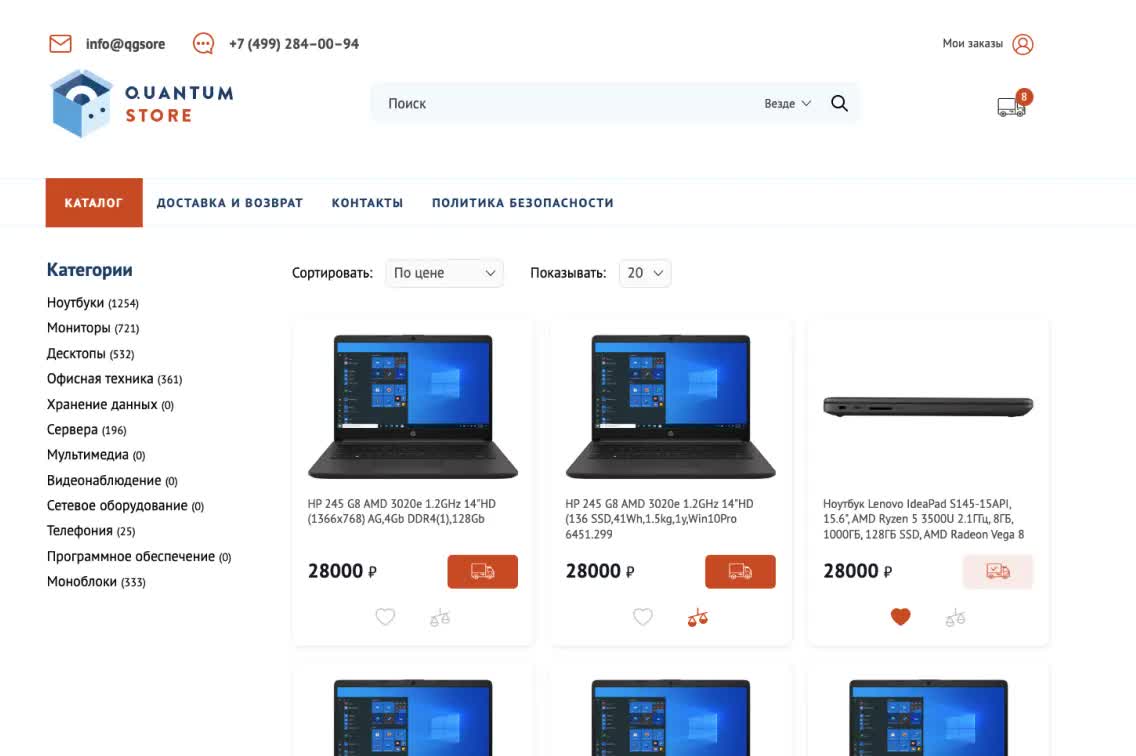 info@qgsore
+7 (499) 284-00-94
Мои заказы
QUANTUM
STORE
Поиск
Везде
8
КАТАЛОГ
ДОСТАВКА И ВОЗВРАТ
КОНТАКТЫ
ПОЛИТИКА БЕЗОПАСНОСТИ
Категории
Ноутбуки (1254)
Мониторы (721)
Десктопы (532)
Офисная техника (361)
Хранение данных (0)
Сервера (196)
Мультимедиа (0)
Видеонаблюдение (0)
Сетевое оборудование (0)
Телефония (25)
Программное обеспечение (0)
Моноблоки (333)
Сортировать:
По цене
Показывать:
20
HP 245 G8 AMD 3020e 1.2GHz 14"HD
(1366x768) AG,4Gb DDR4(1),128Gb
28000 ₽
HP 245 G8 AMD 3020e 1.2GHz 14"HD
(136 SSD,41Wh,1.5kg,1y,Win10Pro
6451.299
28000 ₽
Ноутбук Lenovo IdeaPad S145-15API,
15.6", AMD Ryzen 5 3500U 2.1ГГц, 8ГБ,
1000ГБ, 128ГБ SSD, AMD Radeon Vega 8
28000 ₽